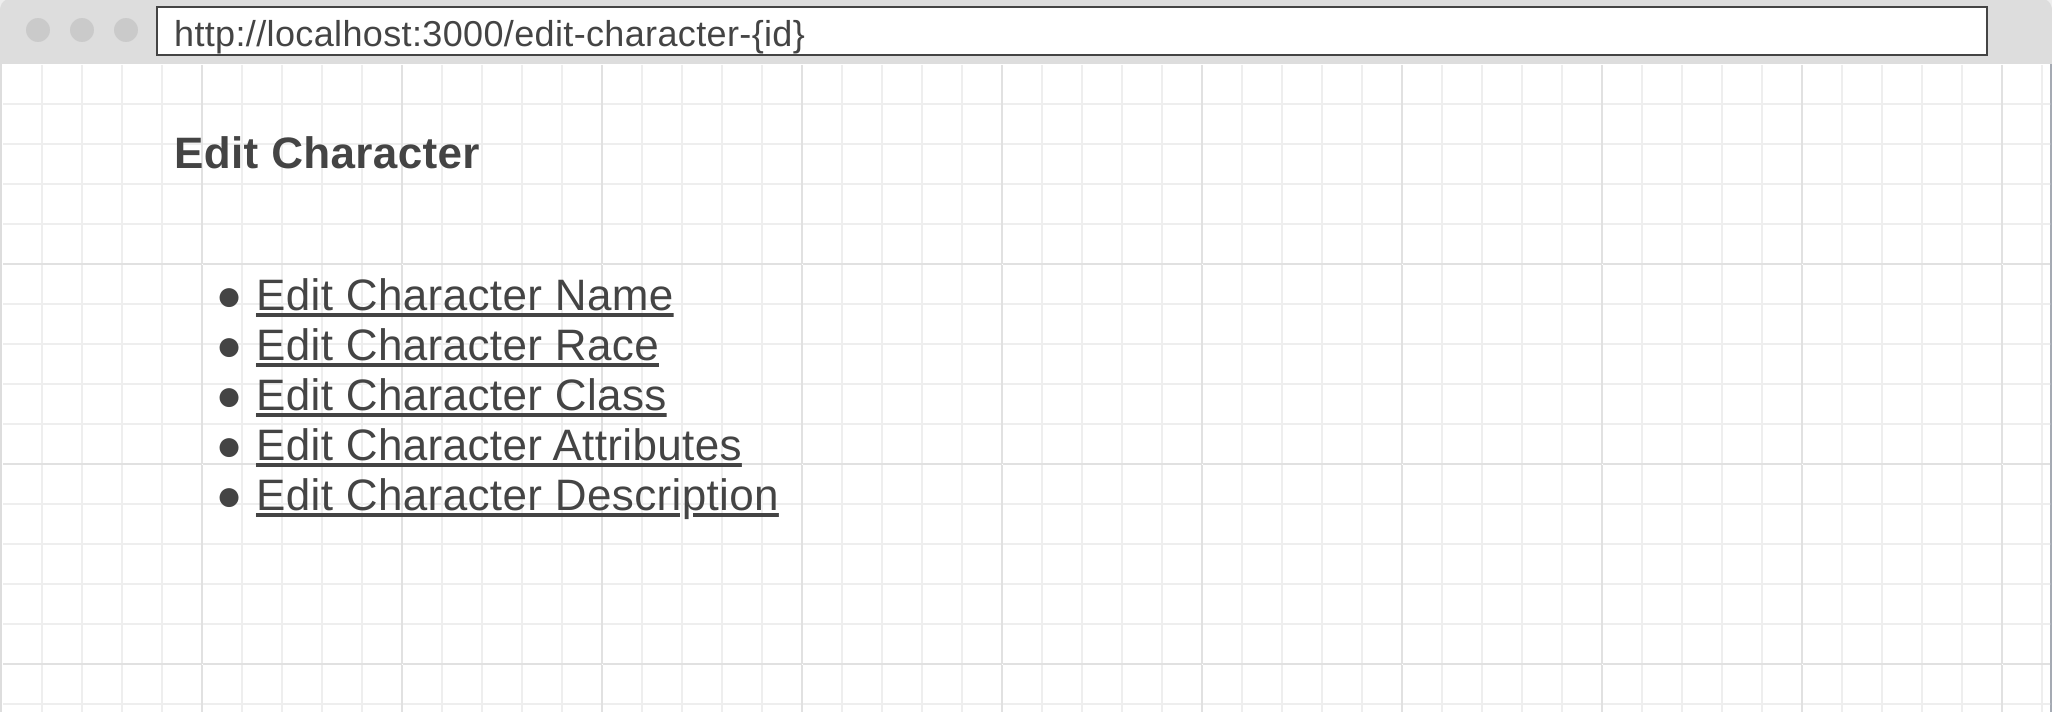 http://localhost:3000/edit-character-{id}
Edit Character
● Edit Character Name
● Edit Character Race
● Edit Character Class
● Edit Character Attributes
● Edit Character Description